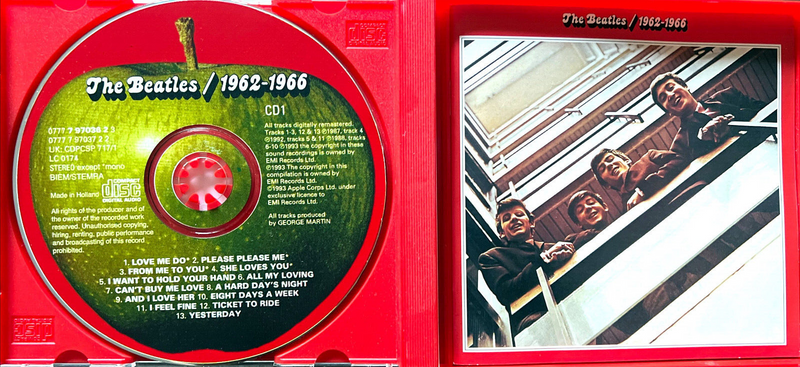 The Beatles / 1962-1966
CD1
0777 7 97036 2 3
0777 7 97037 2 2
UK: CDPCSP 717/1
LC 0174
STEREO except *mono
BIEM/STEMRA
Made in Holland
COMPACT
disc
DIGITAL AUDIO
All rights of the producer and of
the owner of the recorded work
reserved. Unauthorised copying,
hiring, renting, public performance
and broadcasting of this record
prohibited.
All tracks digitally remastered.
Tracks 1-3, 12 & 13 ℗1987, track 4
℗1992, tracks 5 & 11 ℗1988, tracks
6-10 ℗1993 the copyright in these
sound recordings is owned by
EMI Records Ltd.
©1993 The copyright in this
compilation is owned by
EMI Records Ltd.
©1993 Apple Corps Ltd. under
exclusive licence to
EMI Records Ltd.
All tracks produced
by GEORGE MARTIN
1. LOVE ME DO* 2. PLEASE PLEASE ME*
3. FROM ME TO YOU* 4. SHE LOVES YOU*
5. I WANT TO HOLD YOUR HAND 6. ALL MY LOVING
7. CAN'T BUY ME LOVE 8. A HARD DAY'S NIGHT
9. AND I LOVE HER 10. EIGHT DAYS A WEEK
11. I FEEL FINE 12. TICKET TO RIDE
13. YESTERDAY
The Beatles / 1962-1966